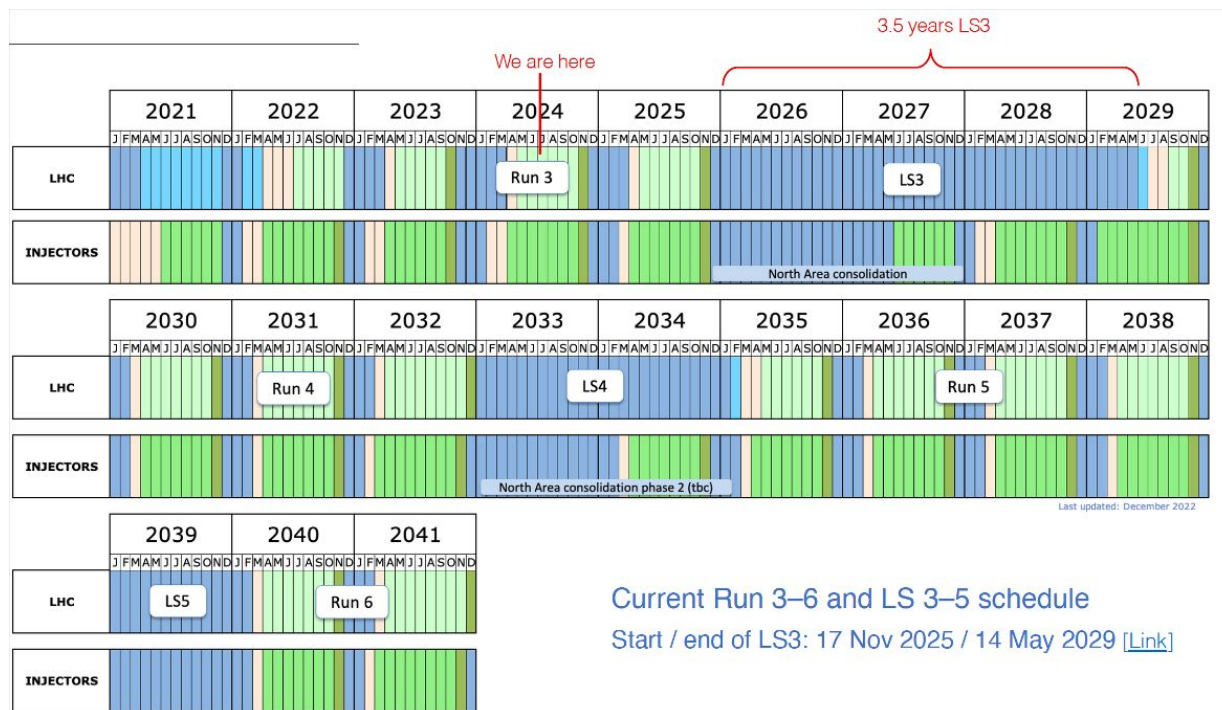 3.5 years LS3
We are here
2021 2022 2023 2024 2025 2026 2027 2028 2029
J F M A M J J A S O N D J F M A M J J A S O N D J F M A M J J A S O N D J F M A M J J A S O N D J F M A M J J A S O N D J F M A M J J A S O N D J F M A M J J A S O N D J F M A M J J A S O N D J F M A M J J A S O N D
LHC Run 3 LS3
INJECTORS
North Area consolidation
2030 2031 2032 2033 2034 2035 2036 2037 2038
J F M A M J J A S O N D J F M A M J J A S O N D J F M A M J J A S O N D J F M A M J J A S O N D J F M A M J J A S O N D J F M A M J J A S O N D J F M A M J J A S O N D J F M A M J J A S O N D J F M A M J J A S O N D
LHC Run 4 LS4 Run 5
INJECTORS
North Area consolidation phase 2 (tbc)
Last updated: December 2022
2039 2040 2041
J F M A M J J A S O N D J F M A M J J A S O N D J F M A M J J A S O N D
LHC LS5 Run 6
INJECTORS
Current Run 3–6 and LS 3–5 schedule
Start / end of LS3: 17 Nov 2025 / 14 May 2029 [Link]